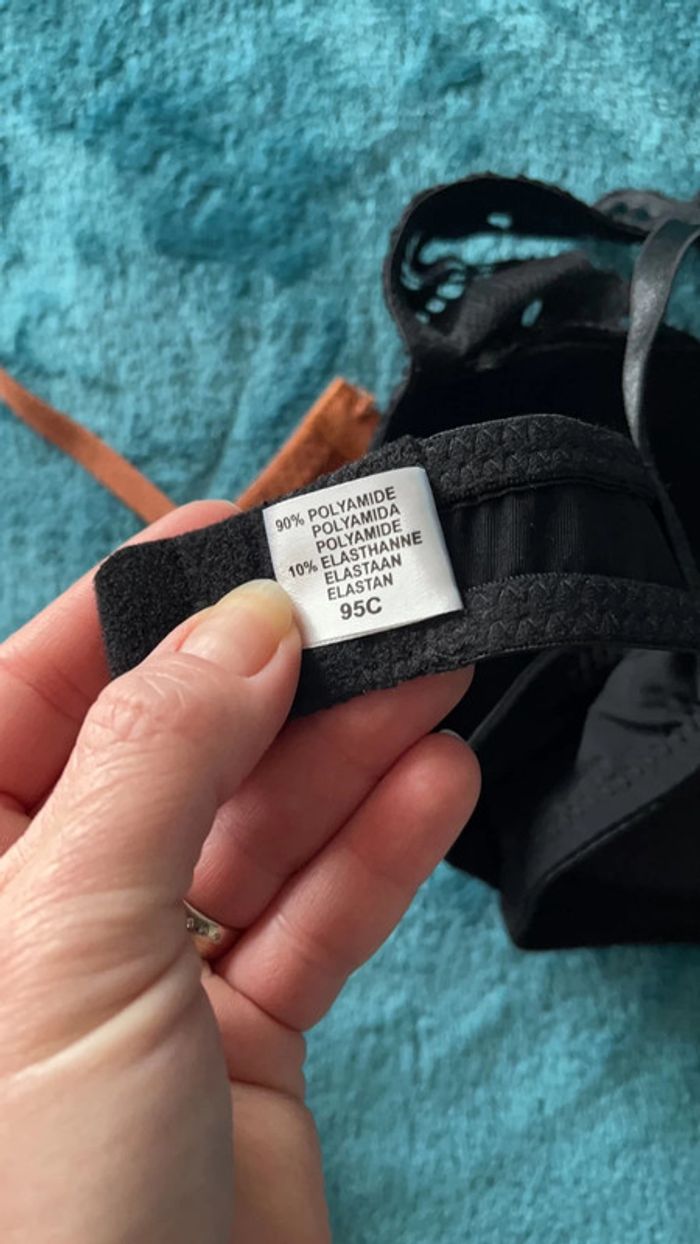 90% POLYAMIDE
POLYAMIDA
POLYAMIDE
10% ELASTHANNE
ELASTAAN
ELASTAN
95C